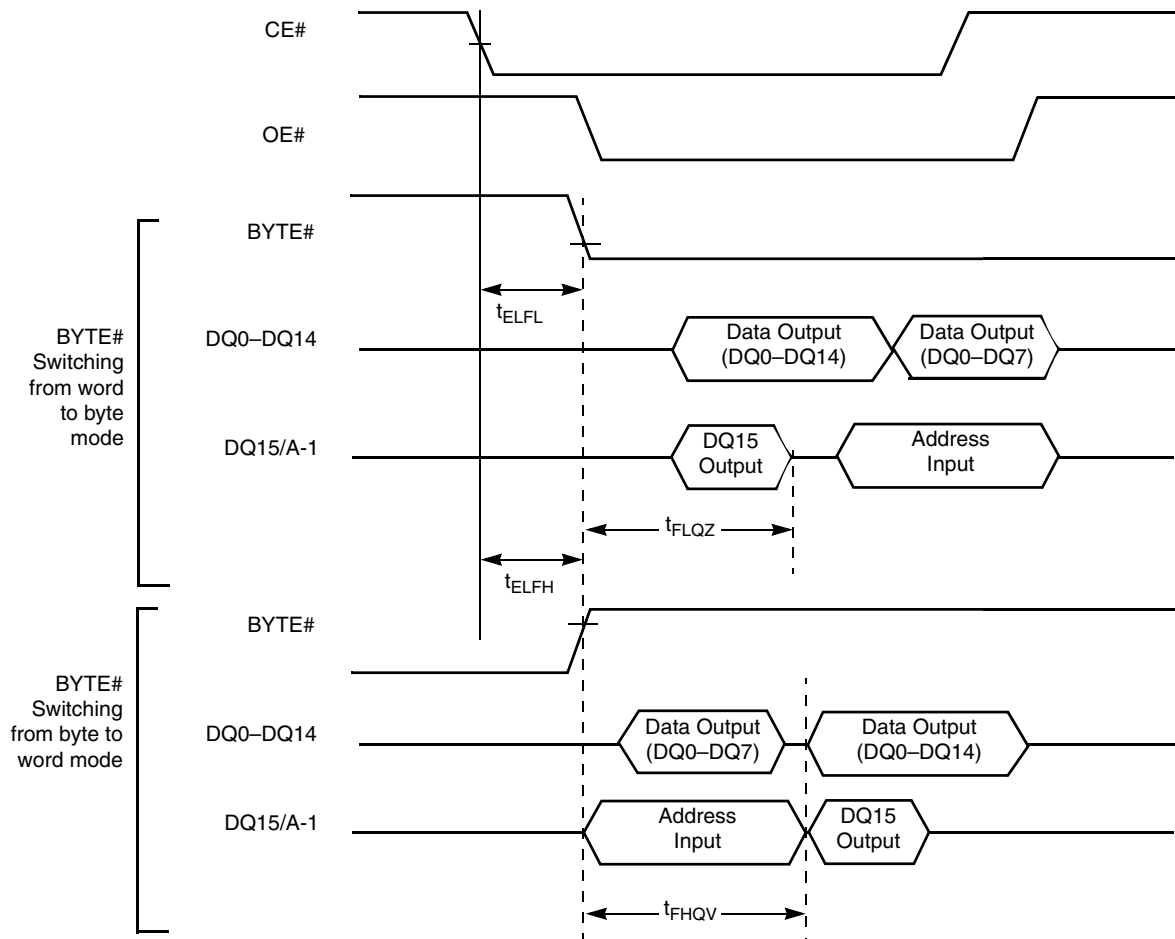 CE#
OE#
BYTE#
Switching
from word
to byte
mode
BYTE#
tELFL
DQ0–DQ14
Data Output
(DQ0–DQ14)
Data Output
(DQ0–DQ7)
DQ15/A-1
DQ15
Output
Address
Input
tFLQZ
tELFH
BYTE#
Switching
from byte to
word mode
BYTE#
DQ0–DQ14
Data Output
(DQ0–DQ7)
Data Output
(DQ0–DQ14)
DQ15/A-1
Address
Input
DQ15
Output
tFHQV